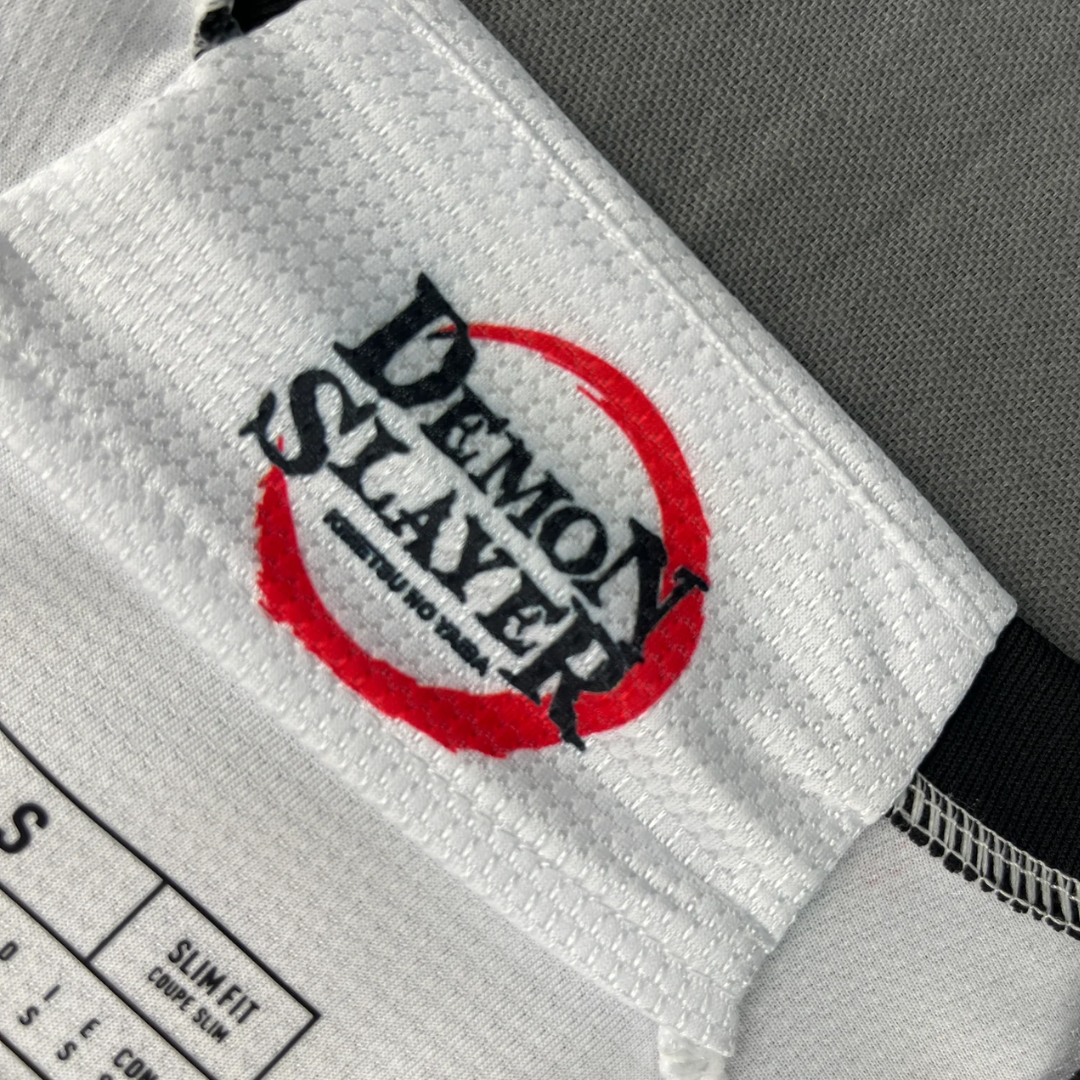 DEMON
SLAYER
KIMETSU NO YAIBA
S
SLIM FIT
COUPE SLIM
D
I
E
S
S